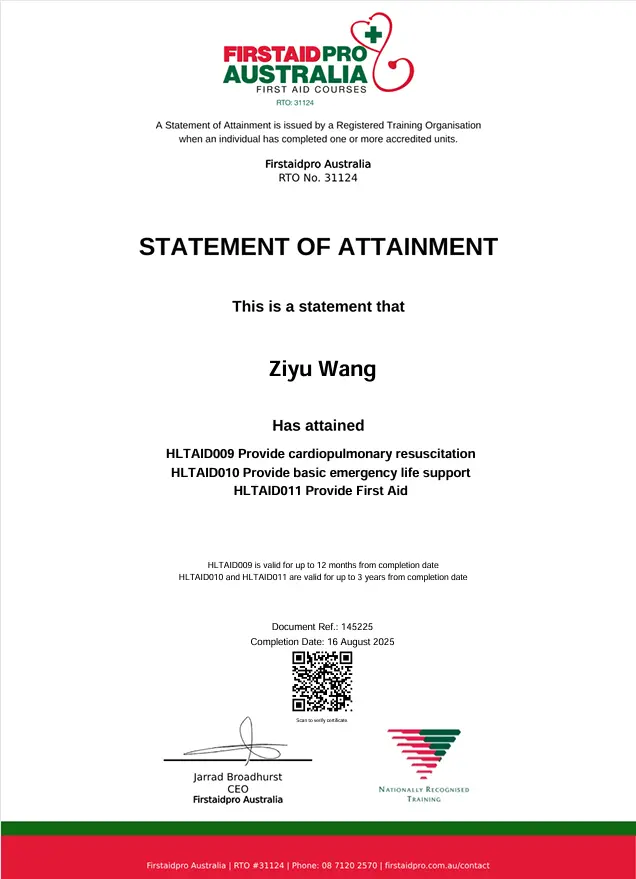 FIRSTAIDPRO
AUSTRALIA
FIRST AID COURSES
RTO: 31124
A Statement of Attainment is issued by a Registered Training Organisation
when an individual has completed one or more accredited units.
Firstaidpro Australia
RTO No. 31124
STATEMENT OF ATTAINMENT
This is a statement that
Ziyu Wang
Has attained
HLTAID009 Provide cardiopulmonary resuscitation
HLTAID010 Provide basic emergency life support
HLTAID011 Provide First Aid
HLTAID009 is valid for up to 12 months from completion date
HLTAID010 and HLTAID011 are valid for up to 3 years from completion date
Document Ref.: 145225
Completion Date: 16 August 2025
Scan to verify certificate
Jarrad Broadhurst
CEO
Firstaidpro Australia
NATIONALLY RECOGNISED
TRAINING
Firstaidpro Australia | RTO #31124 | Phone: 08 7120 2570 | firstaidpro.com.au/contact